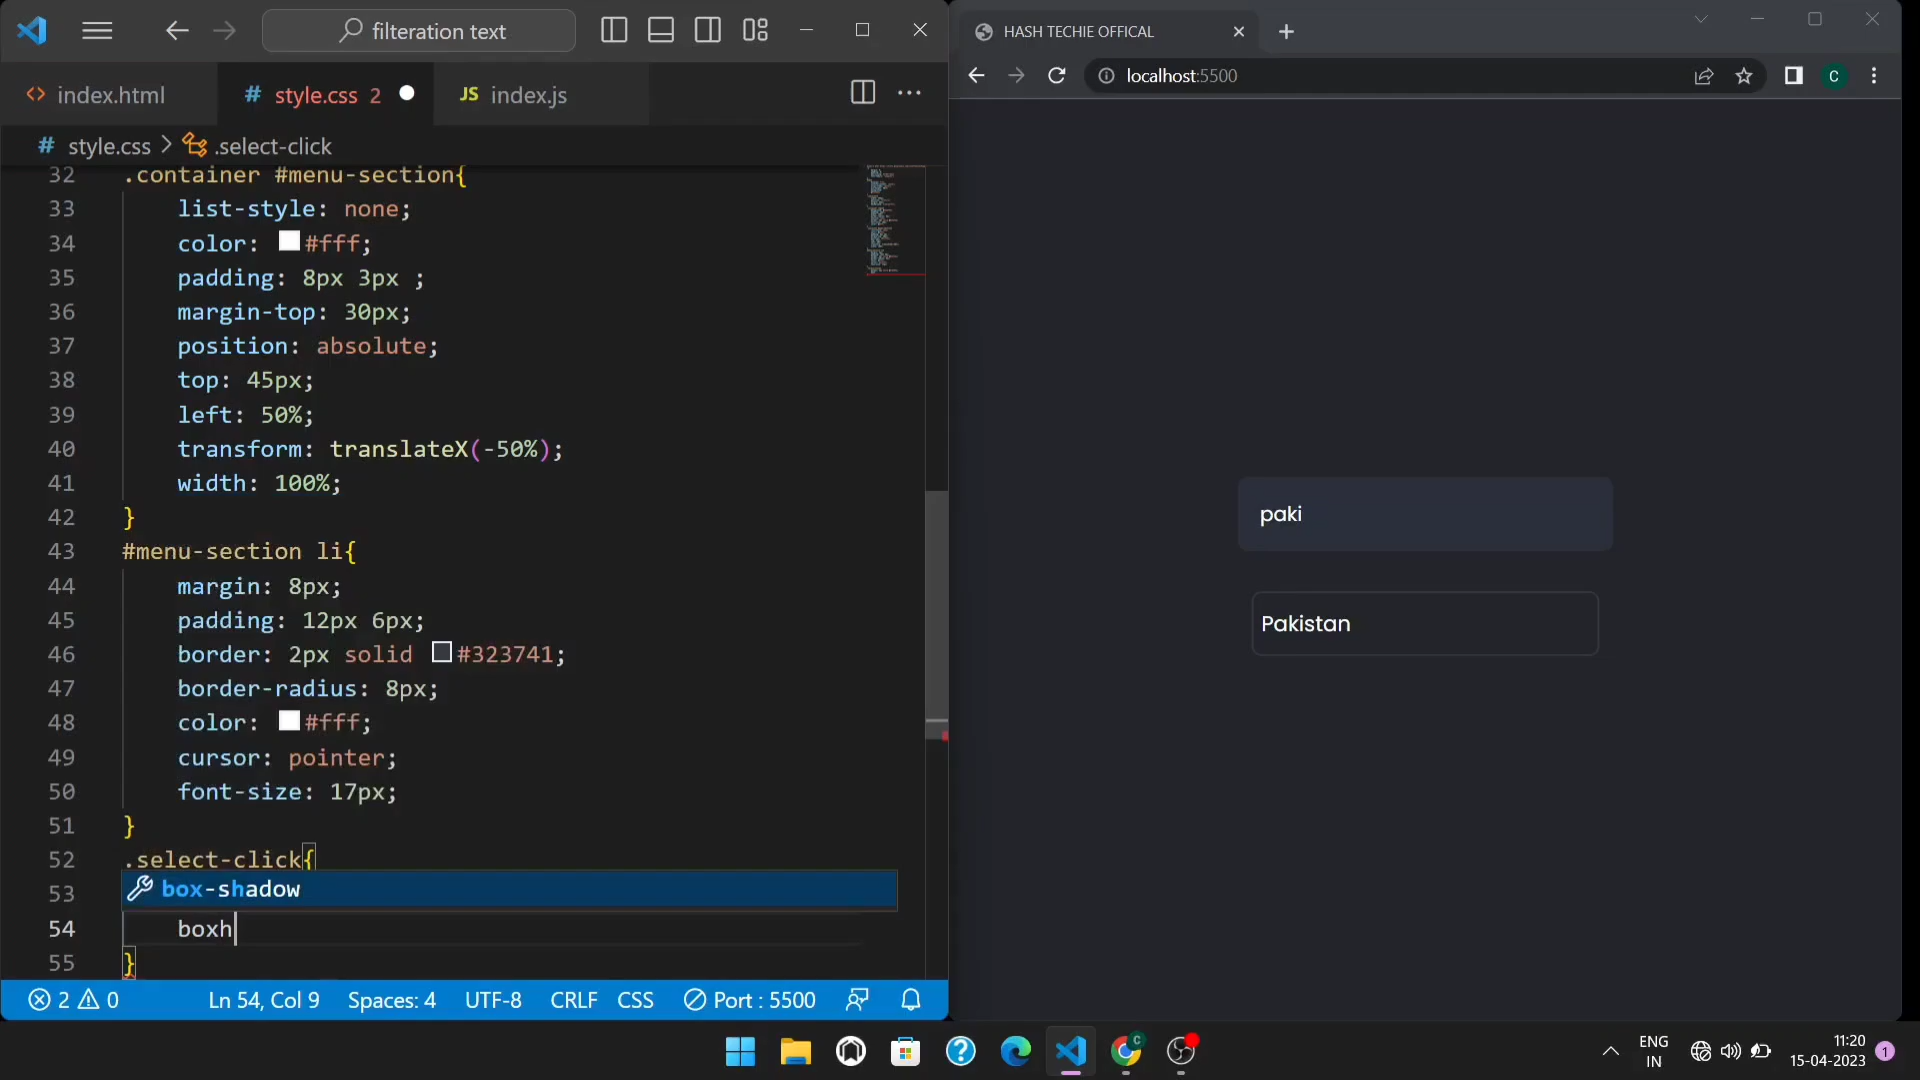 filteration text
index.html
# style.css 2
JS index.js
# style.css > .select-click
32 .container #menu-section{
33 list-style: none;
34 color: #fff;
35 padding: 8px 3px ;
36 margin-top: 30px;
37 position: absolute;
38 top: 45px;
39 left: 50%;
40 transform: translateX(-50%);
41 width: 100%;
42 }
43 #menu-section li{
44 margin: 8px;
45 padding: 12px 6px;
46 border: 2px solid #323741;
47 border-radius: 8px;
48 color: #fff;
49 cursor: pointer;
50 font-size: 17px;
51 }
52 .select-click{
53
box-shadow
54 boxh
55 }
2 0 Ln 54, Col 9 Spaces: 4 UTF-8 CRLF CSS Port : 5500
HASH TECHIE OFFICAL
localhost:5500
C
paki
Pakistan
C
ENG
IN
11:20
15-04-2023
1